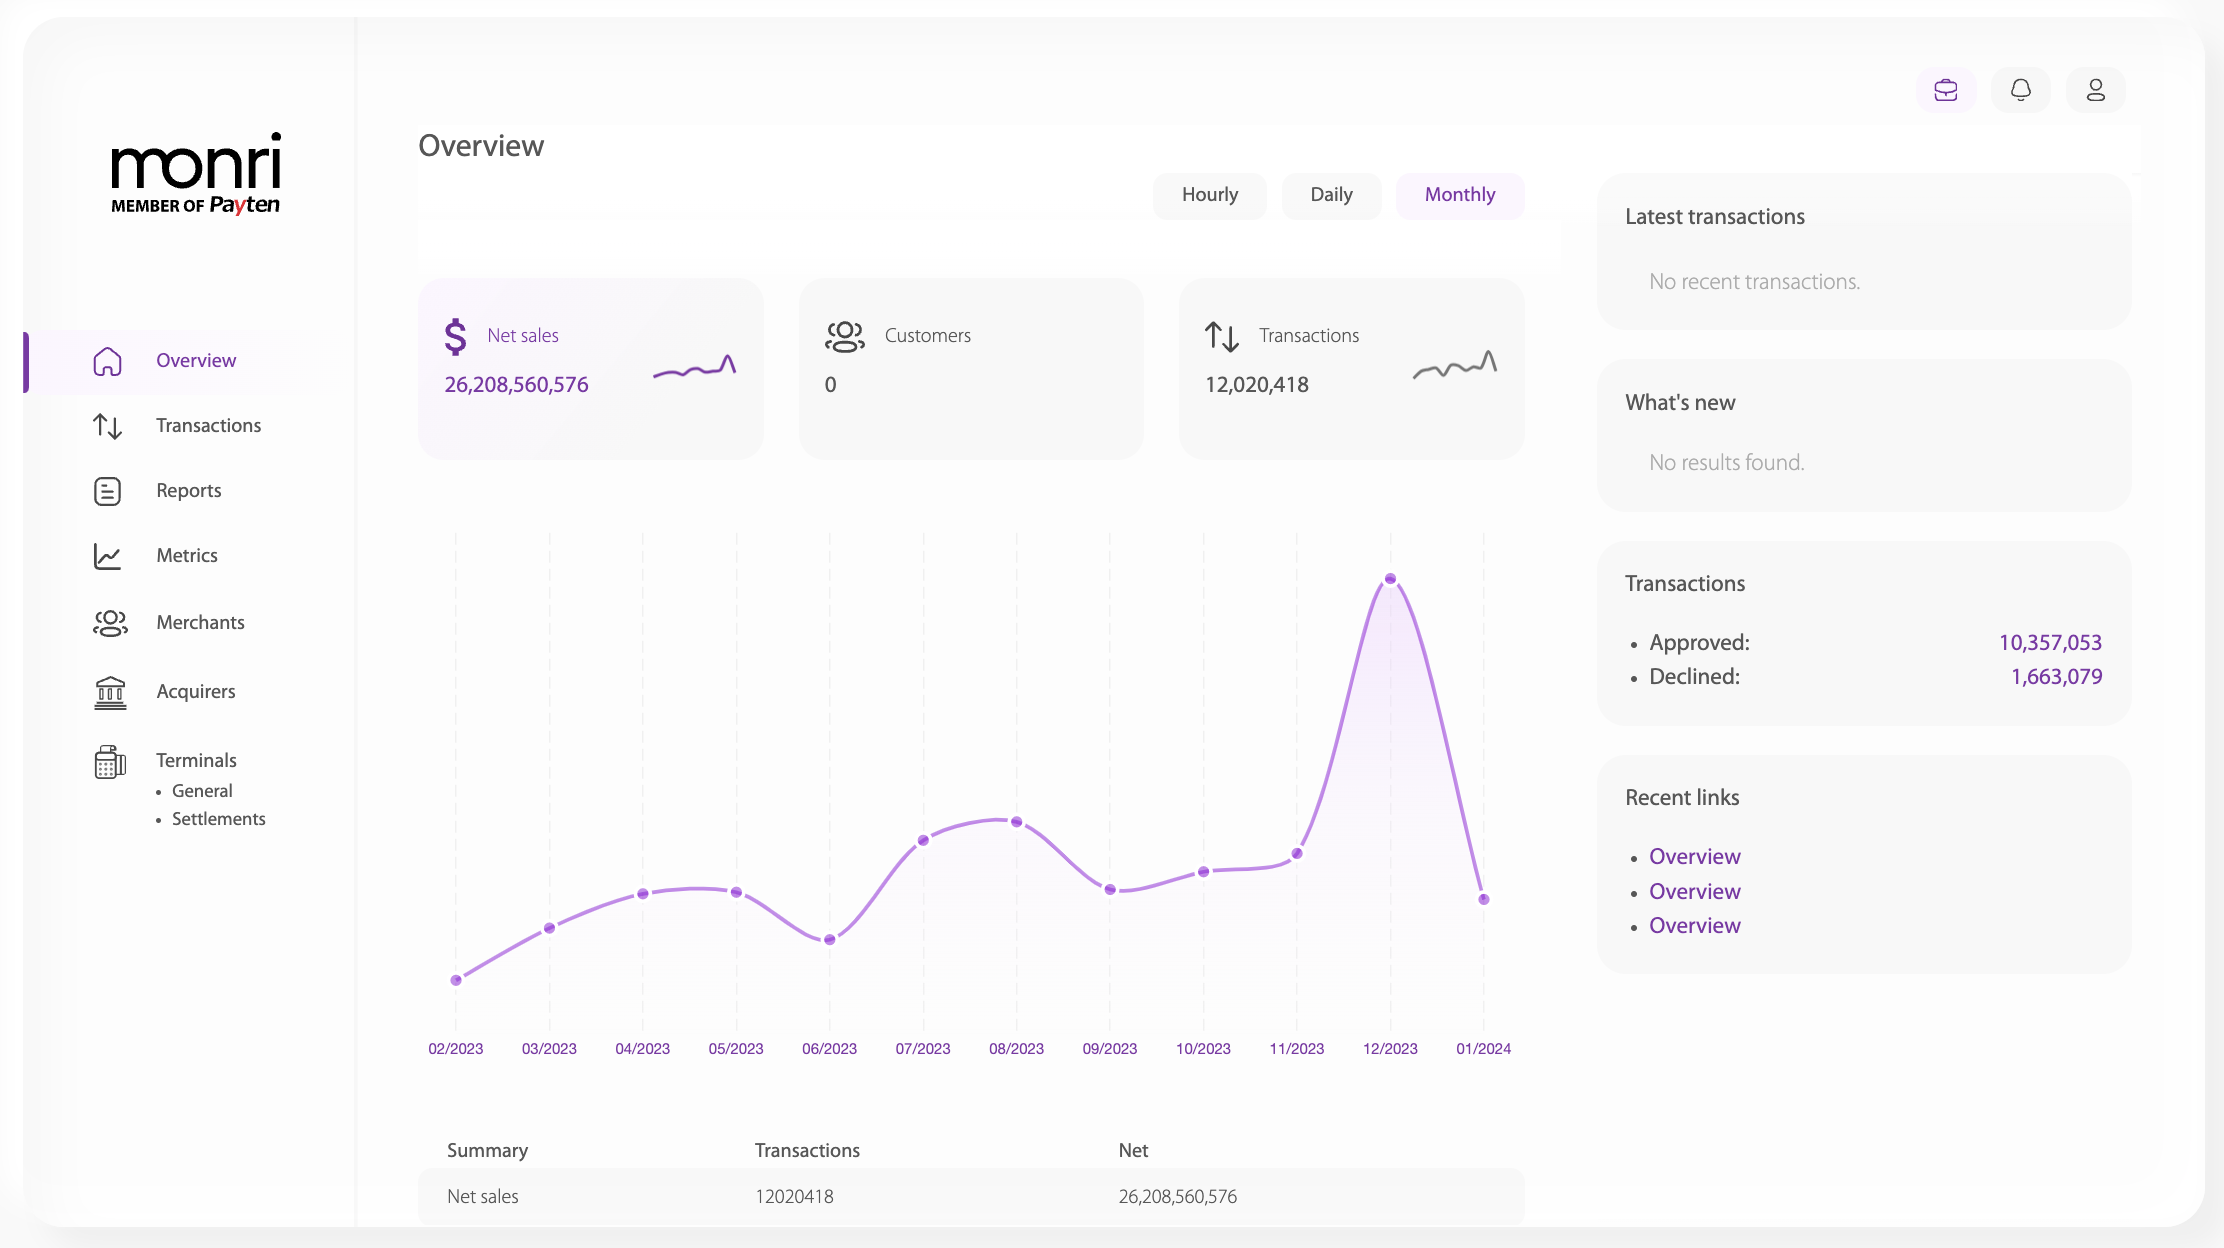 monri
MEMBER OF Payten
Overview
Transactions
Reports
Metrics
Merchants
Acquirers
Terminals
• General
• Settlements
Overview
Hourly
Daily
Monthly
$ Net sales
26,208,560,576
Customers
0
Transactions
12,020,418
02/2023
03/2023
04/2023
05/2023
06/2023
07/2023
08/2023
09/2023
10/2023
11/2023
12/2023
01/2024
Summary Transactions Net
Net sales 12020418 26,208,560,576
Latest transactions
No recent transactions.
What's new
No results found.
Transactions
• Approved: 10,357,053
• Declined: 1,663,079
Recent links
• Overview
• Overview
• Overview